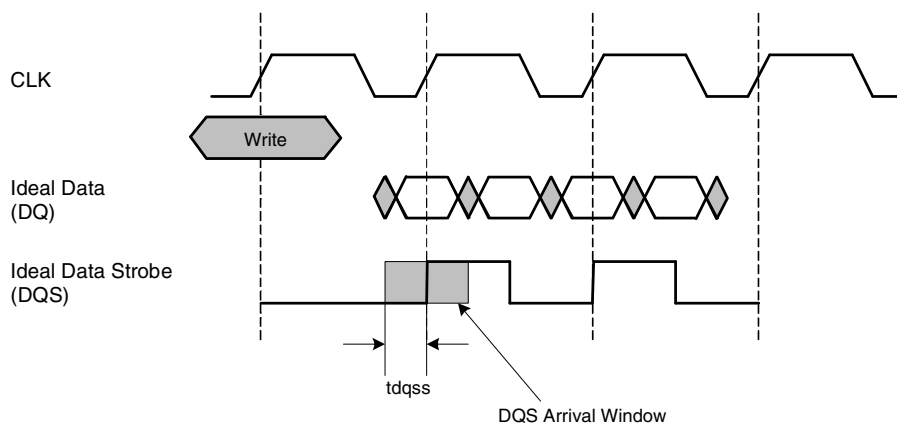 CLK
Write
Ideal Data
(DQ)
Ideal Data Strobe
(DQS)
tdqss
DQS Arrival Window